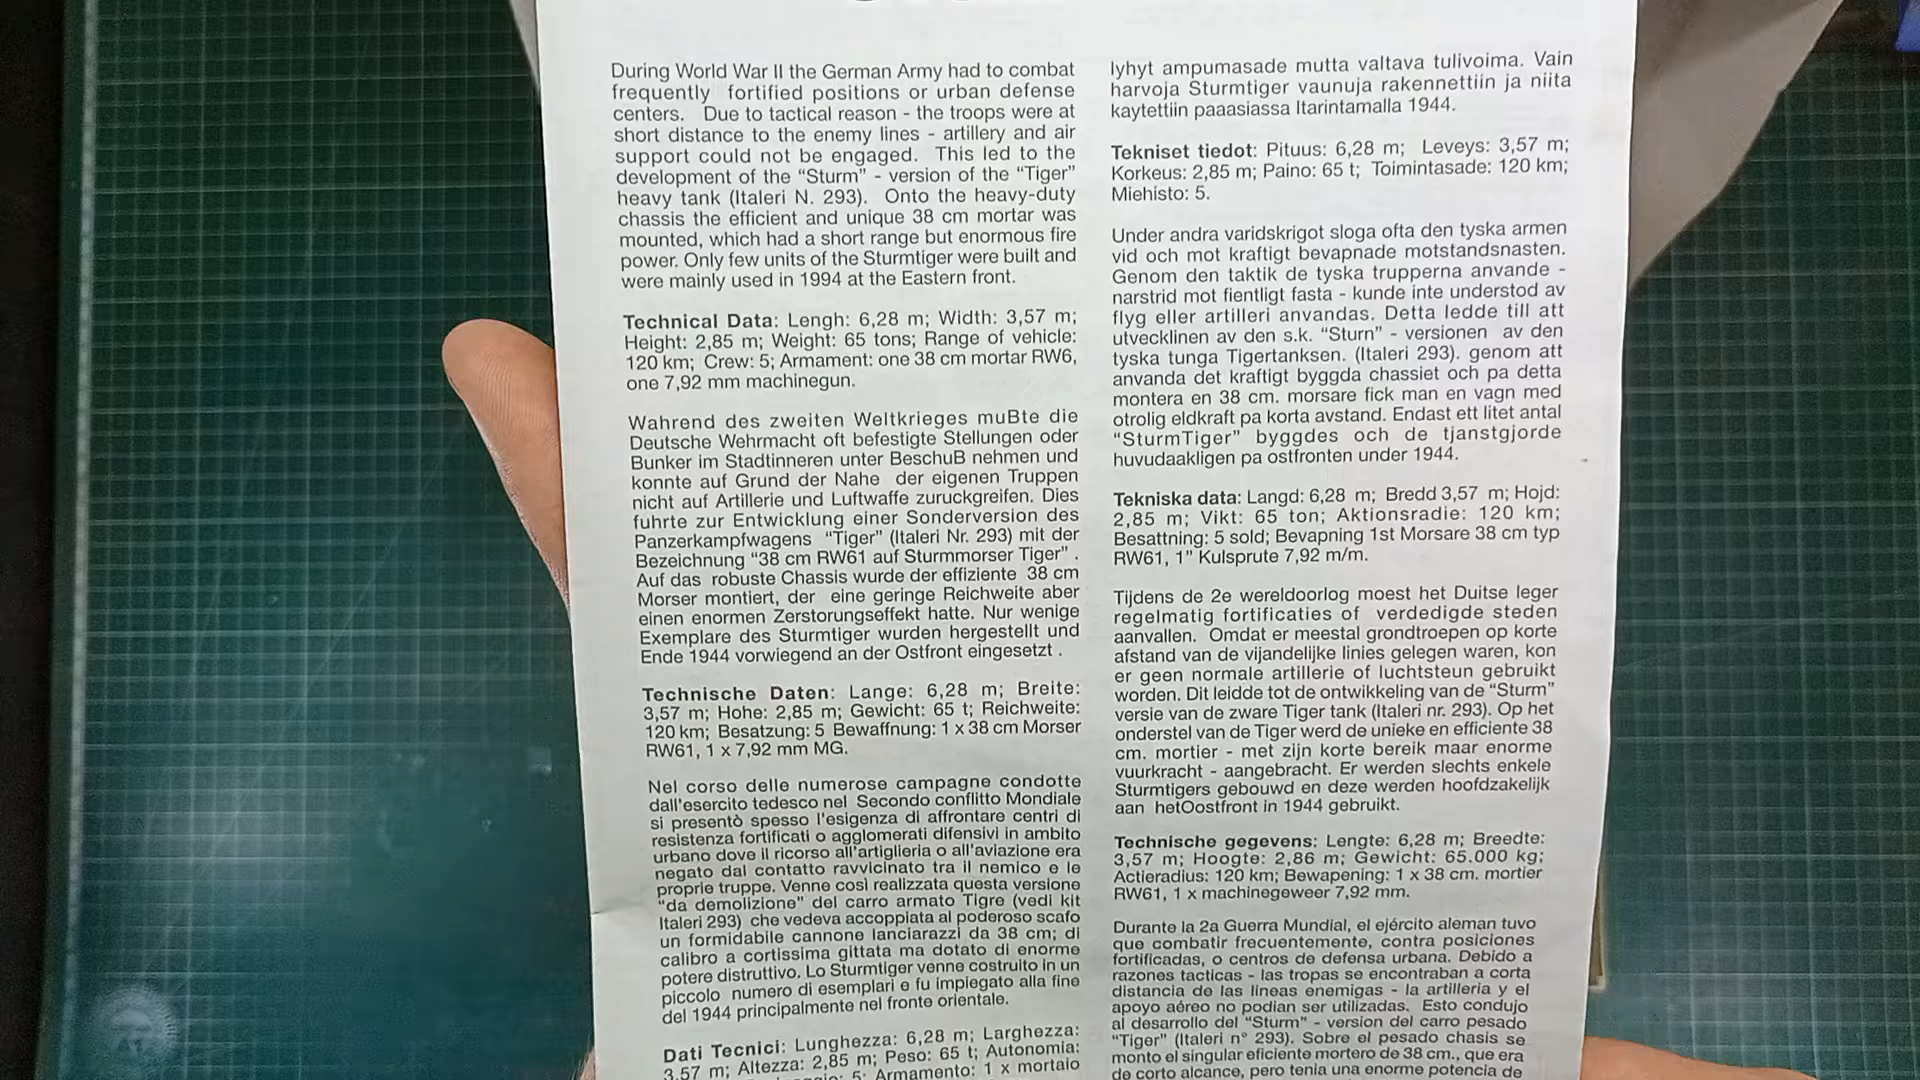 During World War II the German Army had to combat
frequently fortified positions or urban defense
centers. Due to tactical reason - the troops were at
short distance to the enemy lines - artillery and air
support could not be engaged. This led to the
development of the “Sturm” - version of the “Tiger”
heavy tank (Italeri N. 293). Onto the heavy-duty
chassis the efficient and unique 38 cm mortar was
mounted, which had a short range but enormous fire
power. Only few units of the Sturmtiger were built and
were mainly used in 1994 at the Eastern front.
Technical Data: Lengh: 6,28 m; Width: 3,57 m;
Height: 2,85 m; Weight: 65 tons; Range of vehicle:
120 km; Crew: 5; Armament: one 38 cm mortar RW6,
one 7,92 mm machinegun.
Wahrend des zweiten Weltkrieges muBte die
Deutsche Wehrmacht oft befestigte Stellungen oder
Bunker im Stadtinneren unter BeschuB nehmen und
konnte auf Grund der Nahe der eigenen Truppen
nicht auf Artillerie und Luftwaffe zuruckgreifen. Dies
fuhrte zur Entwicklung einer Sonderversion des
Panzerkampfwagens “Tiger” (Italeri Nr. 293) mit der
Bezeichnung “38 cm RW61 auf Sturmmorser Tiger” .
Auf das robuste Chassis wurde der effiziente 38 cm
Morser montiert, der eine geringe Reichweite aber
einen enormen Zerstorungseffekt hatte. Nur wenige
Exemplare des Sturmtiger wurden hergestellt und
Ende 1944 vorwiegend an der Ostfront eingesetzt .
Technische Daten: Lange: 6,28 m; Breite:
3,57 m; Hohe: 2,85 m; Gewicht: 65 t; Reichweite:
120 km; Besatzung: 5 Bewaffnung: 1 x 38 cm Morser
RW61, 1 x 7,92 mm MG.
Nel corso delle numerose campagne condotte
dall'esercito tedesco nel Secondo conflitto Mondiale
si presentò spesso l'esigenza di affrontare centri di
resistenza fortificati o agglomerati difensivi in ambito
urbano dove il ricorso all'artiglieria o all'aviazione era
negato dal contatto ravvicinato tra il nemico e le
proprie truppe. Venne così realizzata questa versione
“da demolizione” del carro armato Tigre (vedi kit
Italeri 293) che vedeva accoppiata al poderoso scafo
un formidabile cannone lanciarazzi da 38 cm; di
calibro a cortissima gittata ma dotato di enorme
potere distruttivo. Lo Sturmtiger venne costruito in un
piccolo numero di esemplari e fu impiegato alla fine
del 1944 principalmente nel fronte orientale.
Dati Tecnici: Lunghezza: 6,28 m; Larghezza:
3,57 m; Altezza: 2,85 m; Peso: 65 t; Autonomia:
5; Armamento: 1 x mortaio
lyhyt ampumasade mutta valtava tulivoima. Vain
harvoja Sturmtiger vaunuja rakennettiin ja niita
kaytettiin paaasiassa Itarintamalla 1944.
Tekniset tiedot: Pituus: 6,28 m; Leveys: 3,57 m;
Korkeus: 2,85 m; Paino: 65 t; Toimintasade: 120 km;
Miehisto: 5.
Under andra varidskrigot sloga ofta den tyska armen
vid och mot kraftigt bevapnade motstandsnasten.
Genom den taktik de tyska trupperna anvande -
narstrid mot fientligt fasta - kunde inte understod av
flyg eller artilleri anvandas. Detta ledde till att
utvecklinen av den s.k. “Sturn” - versionen av den
tyska tunga Tigertanksen. (Italeri 293). genom att
anvanda det kraftigt byggda chassiet och pa detta
montera en 38 cm. morsare fick man en vagn med
otrolig eldkraft pa korta avstand. Endast ett litet antal
“SturmTiger” byggdes och de tjanstgjorde
huvudaakligen pa ostfronten under 1944.
Tekniska data: Langd: 6,28 m; Bredd 3,57 m; Hojd:
2,85 m; Vikt: 65 ton; Aktionsradie: 120 km;
Besattning: 5 sold; Bevapning 1st Morsare 38 cm typ
RW61, 1” Kulsprute 7,92 m/m.
Tijdens de 2e wereldoorlog moest het Duitse leger
regelmatig fortificaties of verdedigde steden
aanvallen. Omdat er meestal grondtroepen op korte
afstand van de vijandelijke linies gelegen waren, kon
er geen normale artillerie of luchtsteun gebruikt
worden. Dit leidde tot de ontwikkeling van de “Sturm”
versie van de zware Tiger tank (Italeri nr. 293). Op het
onderstel van de Tiger werd de unieke en efficiente 38
cm. mortier - met zijn korte bereik maar enorme
vuurkracht - aangebracht. Er werden slechts enkele
Sturmtigers gebouwd en deze werden hoofdzakelijk
aan hetOostfront in 1944 gebruikt.
Technische gegevens: Lengte: 6,28 m; Breedte:
3,57 m; Hoogte: 2,86 m; Gewicht: 65.000 kg;
Actieradius: 120 km; Bewapening: 1 x 38 cm. mortier
RW61, 1 x machinegeweer 7,92 mm.
Durante la 2a Guerra Mundial, el ejército aleman tuvo
que combatir frecuentemente, contra posiciones
fortificadas, o centros de defensa urbana. Debido a
razones tacticas - las tropas se encontraban a corta
distancia de las líneas enemigas - la artilleria y el
apoyo aéreo no podian ser utilizadas. Esto condujo
al desarrollo del “Sturm” - version del carro pesado
“Tiger” (Italeri n° 293). Sobre el pesado chasis se
monto el singular eficiente mortero de 38 cm., que era
de corto alcance, pero tenia una enorme potencia de